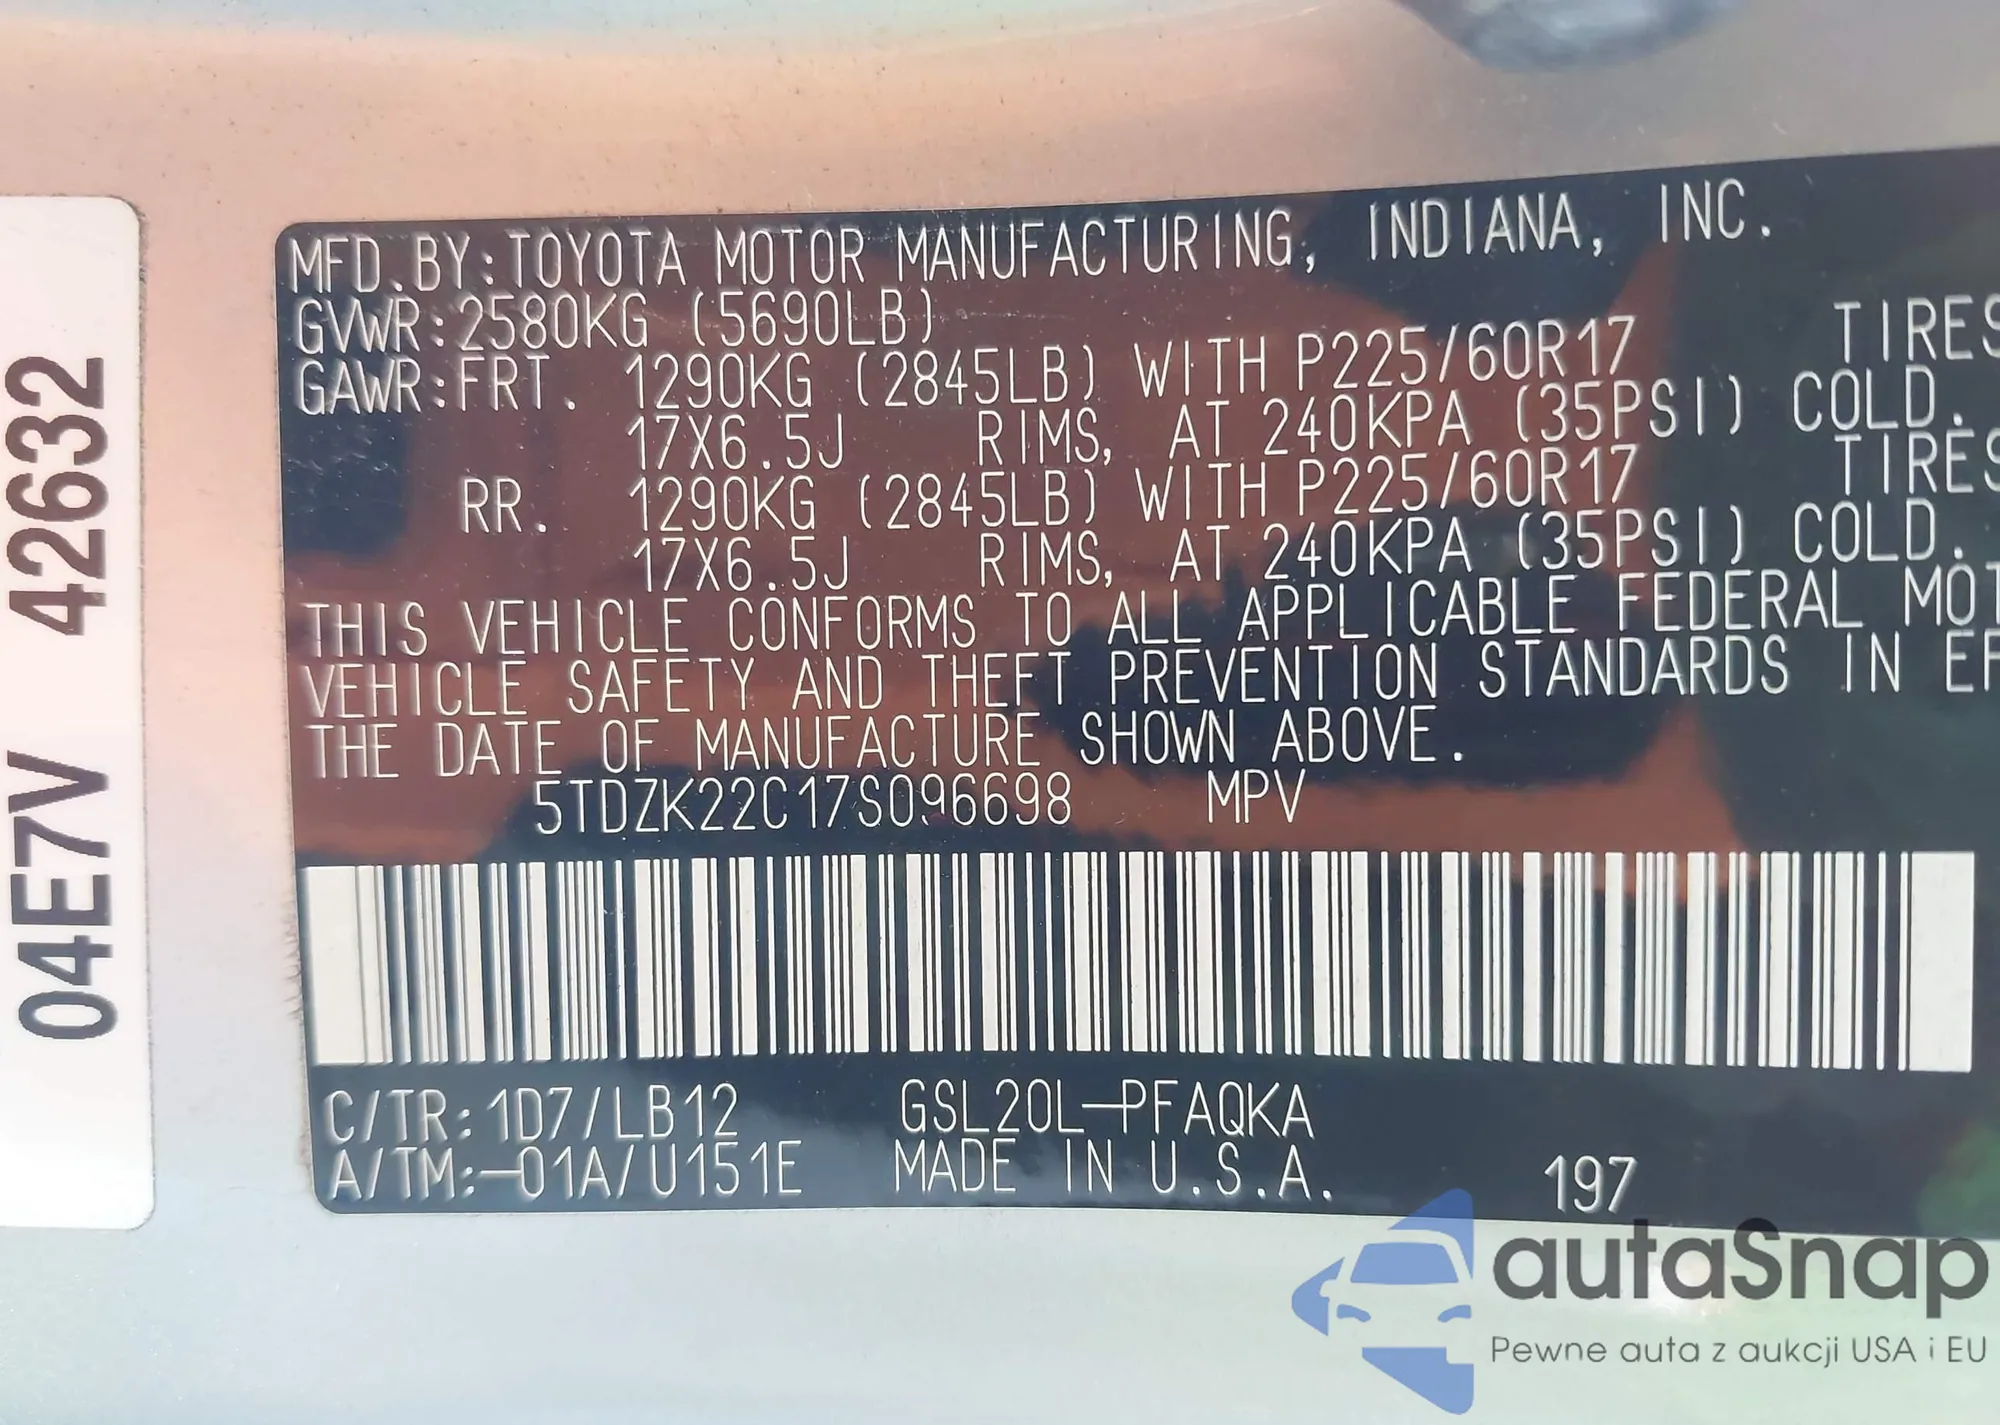 04E7V 42632
MFD.BY:TOYOTA MOTOR MANUFACTURING, INDIANA, INC.
GVWR:2580KG (5690LB)
GAWR:FRT. 1290KG (2845LB) WITH P225/60R17 TIRES
17X6.5J RIMS, AT 240KPA (35PSI) COLD.
RR. 1290KG (2845LB) WITH P225/60R17 TIRES
17X6.5J RIMS, AT 240KPA (35PSI) COLD.
THIS VEHICLE CONFORMS TO ALL APPLICABLE FEDERAL MOT
VEHICLE SAFETY AND THEFT PREVENTION STANDARDS IN EF
THE DATE OF MANUFACTURE SHOWN ABOVE.
5TDZK22C17S096698 MPV
C/TR:1D7/LB12 GSL20L-PFAQKA
A/TM:-01A/U151E MADE IN U.S.A. 197
autaSnap
Pewne auta z aukcji USA i EU